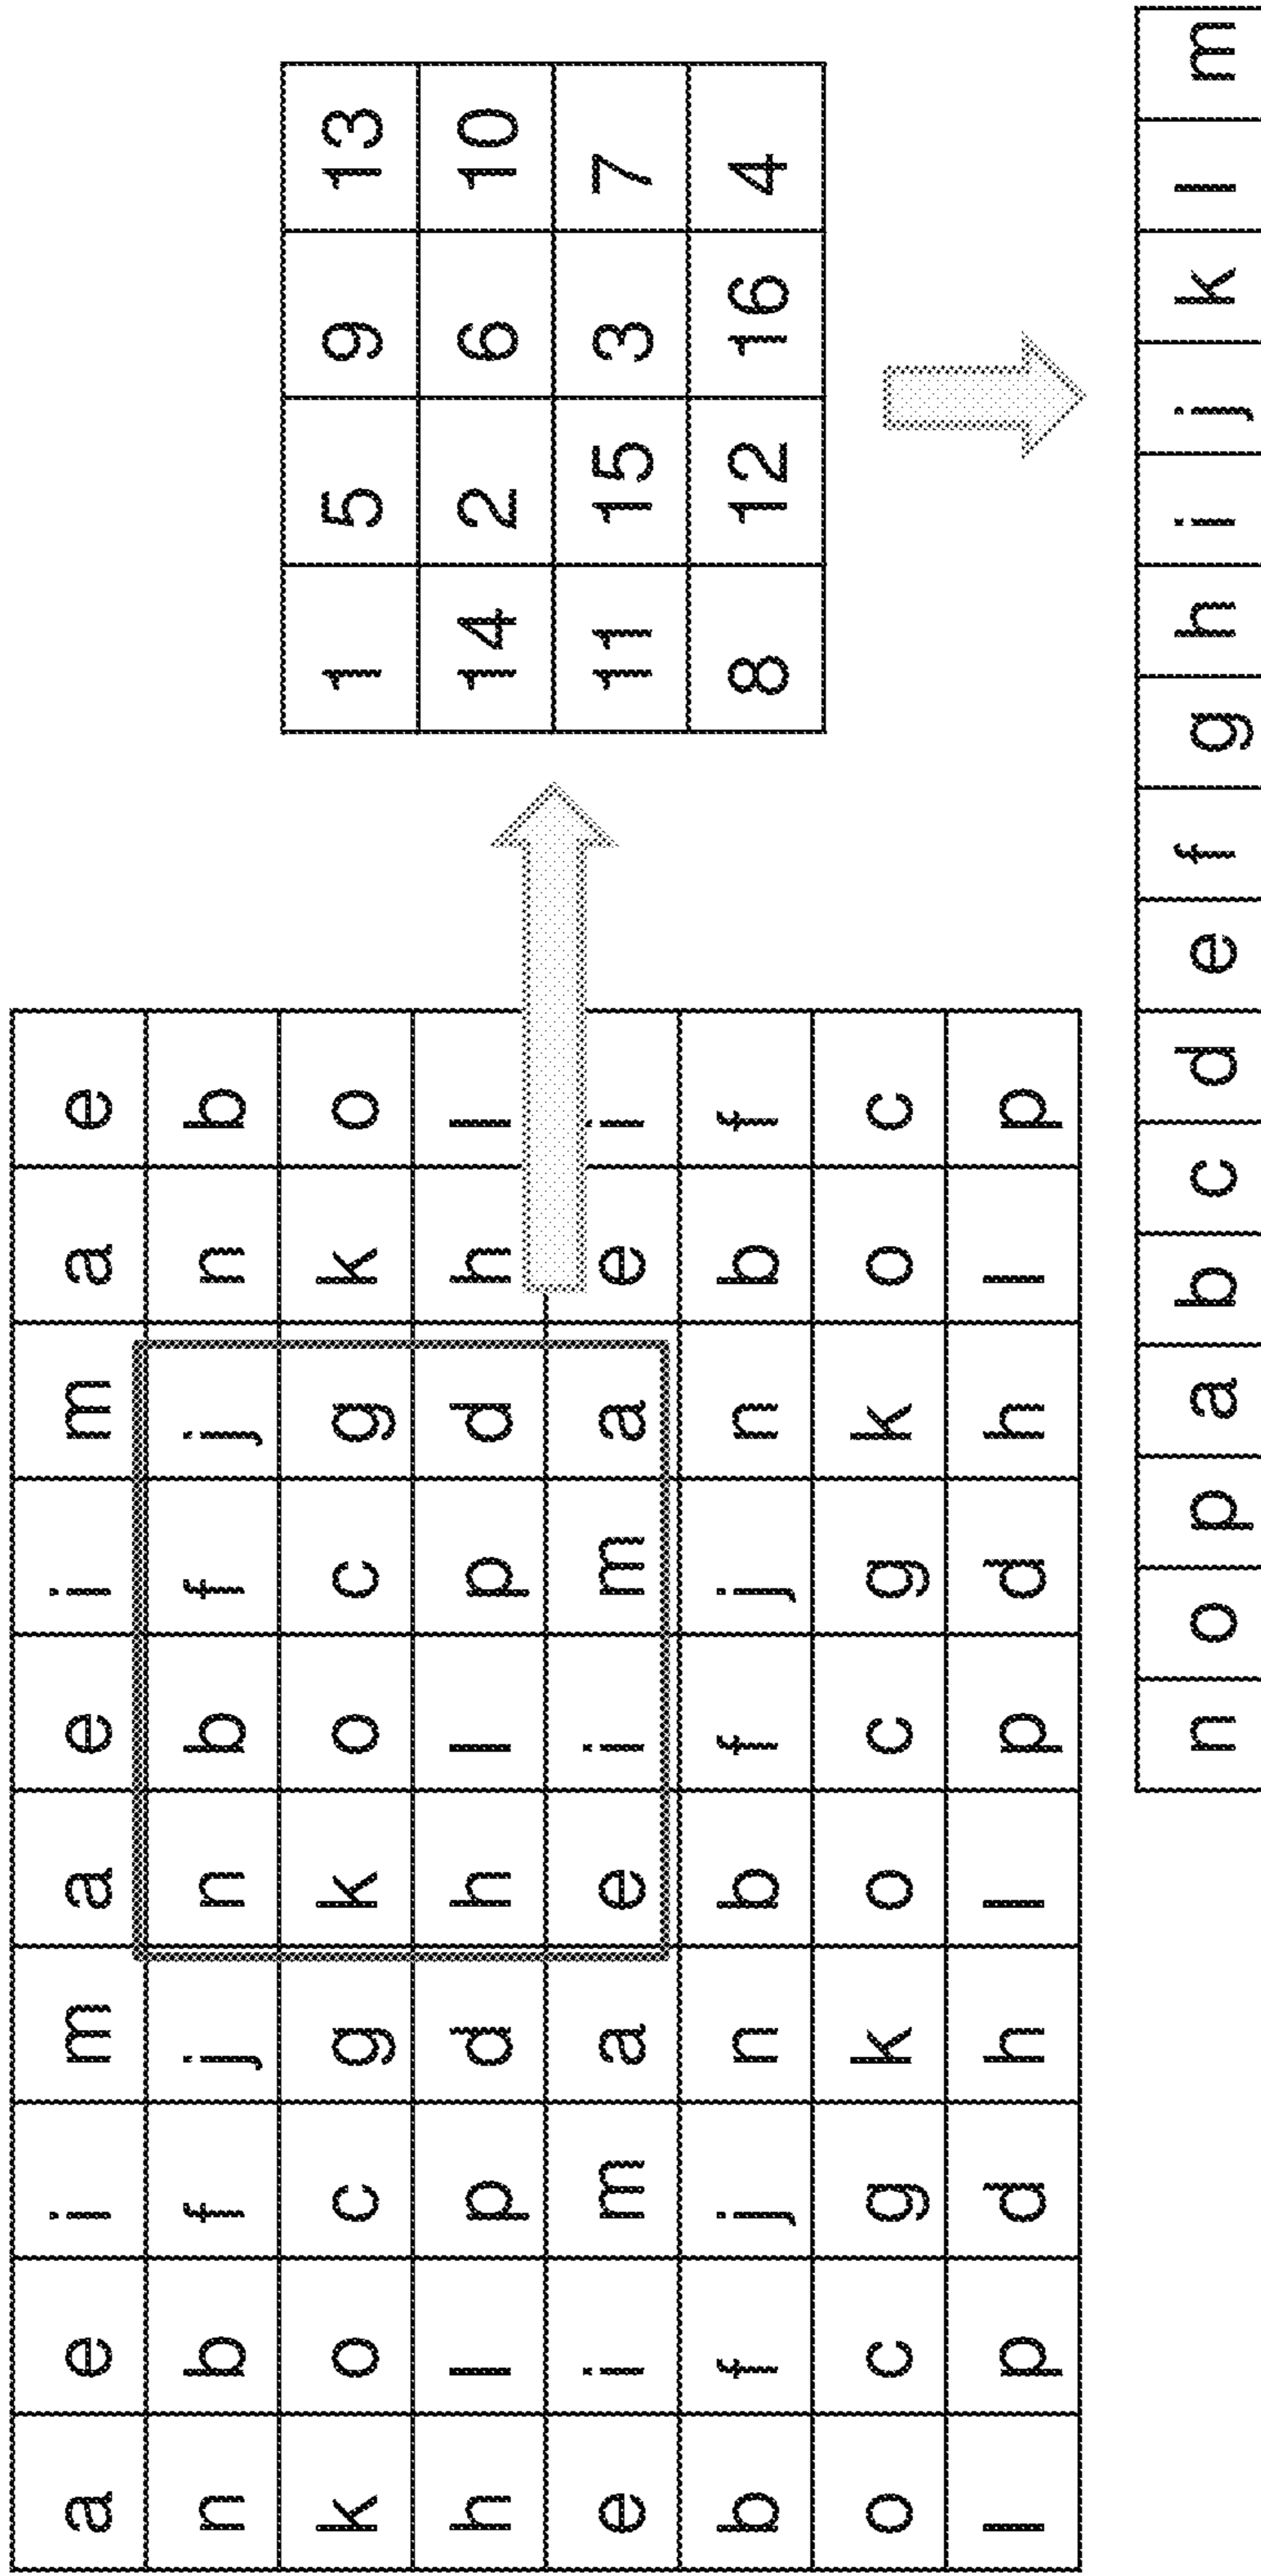 a e i m a e i m a e
n b f j n b f j n b
k o c g k o c g k o
h l p d h l p d h l
e i m a e i m a e i
b f j n b f j n b f
o c g k o c g k o c
l p d h l p d h l p
1 5 9 13
14 2 6 10
11 15 3 7
8 12 16 4
n o p a b c d e f g h i j k l m